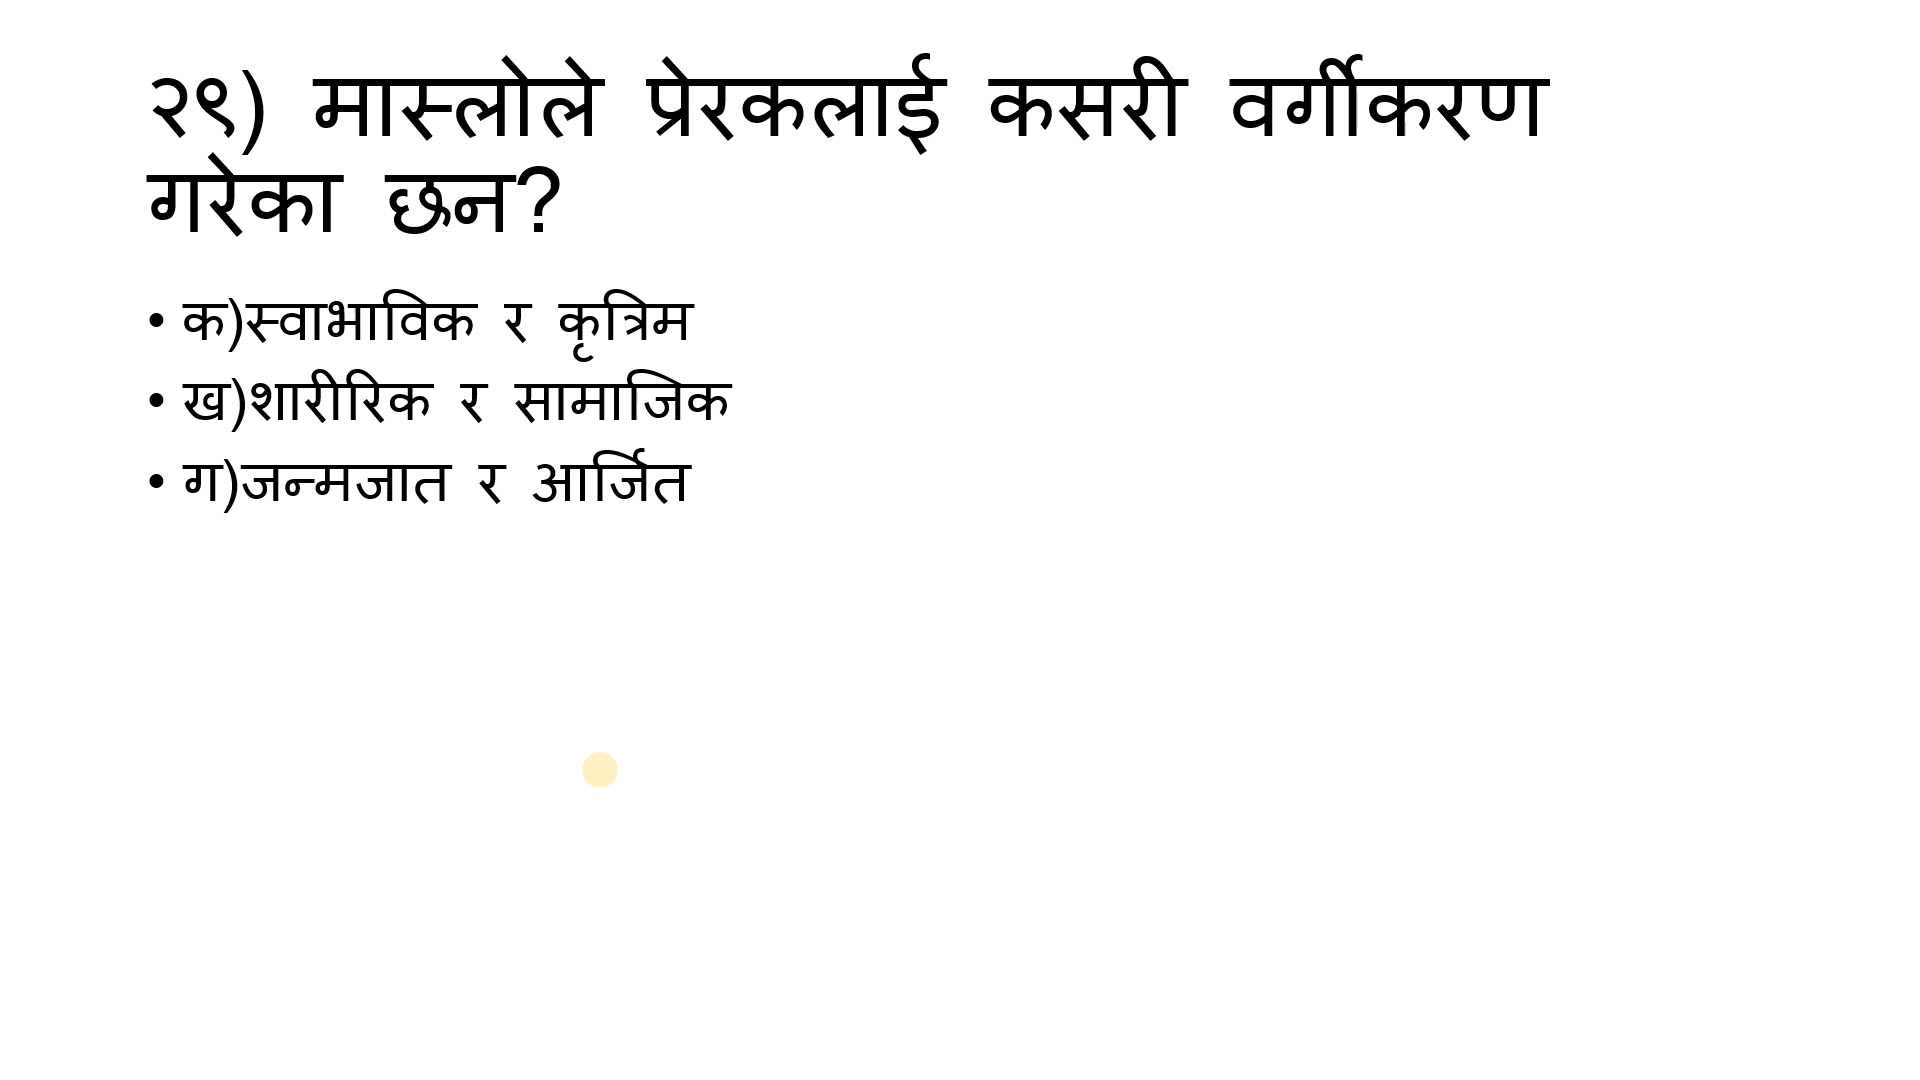 २९) मास्लोले प्रेरकलाई कसरी वर्गीकरण
गरेका छन?
• क)स्वाभाविक र कृत्रिम
• ख)शारीरिक र सामाजिक
• ग)जन्मजात र आर्जित